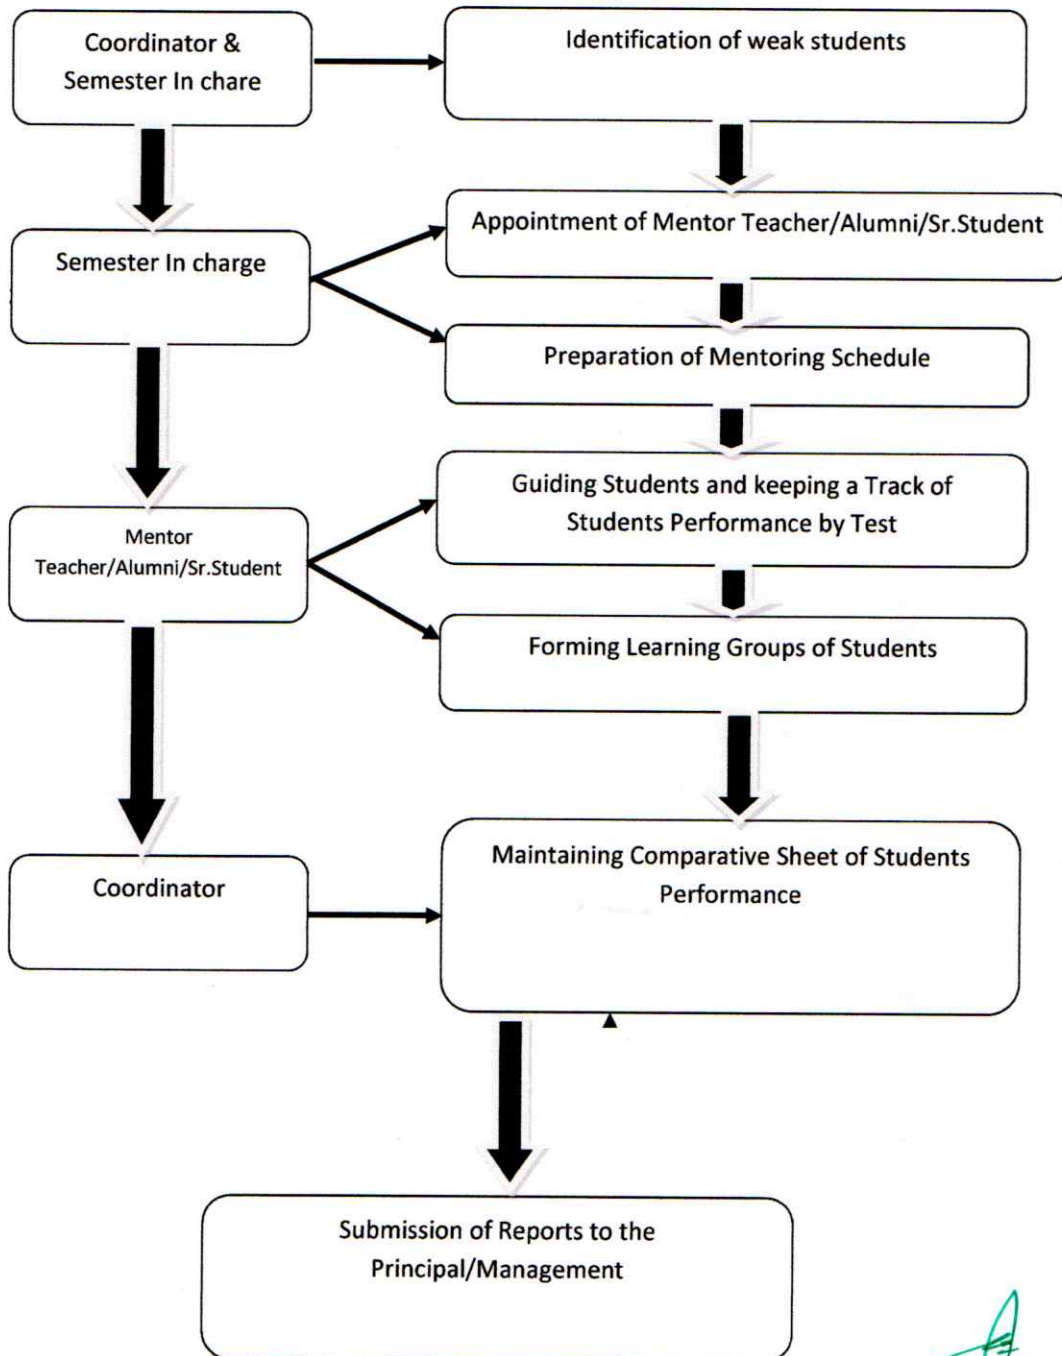 Coordinator &
Semester In chare
Identification of weak students
Semester In charge
Appointment of Mentor Teacher/Alumni/Sr.Student
Preparation of Mentoring Schedule
Mentor
Teacher/Alumni/Sr.Student
Guiding Students and keeping a Track of
Students Performance by Test
Forming Learning Groups of Students
Coordinator
Maintaining Comparative Sheet of Students
Performance
Submission of Reports to the
Principal/Management